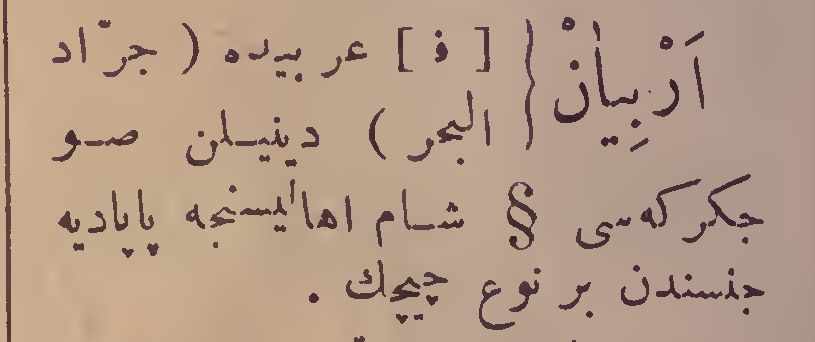 اَرْبِيانْ { [ ف ] عربيده ( جرّاد
البحر ) دينيلن صو
جكركه‌سى § شام اهاليسنجه پاپاديه
جنسندن بر نوع چيچك .